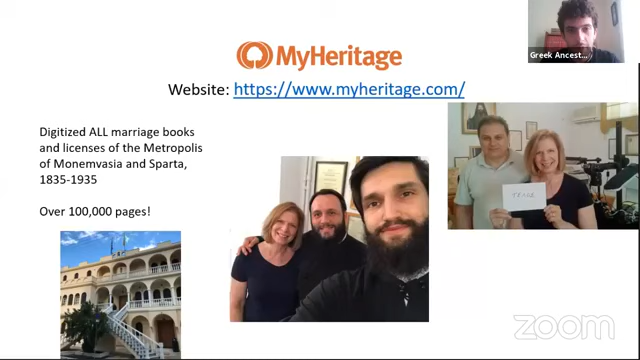 MyHeritage
Website: https://www.myheritage.com/
Greek Ancest...
Digitized ALL marriage books
and licenses of the Metropolis
of Monemvasia and Sparta,
1835-1935
Over 100,000 pages!
zoom